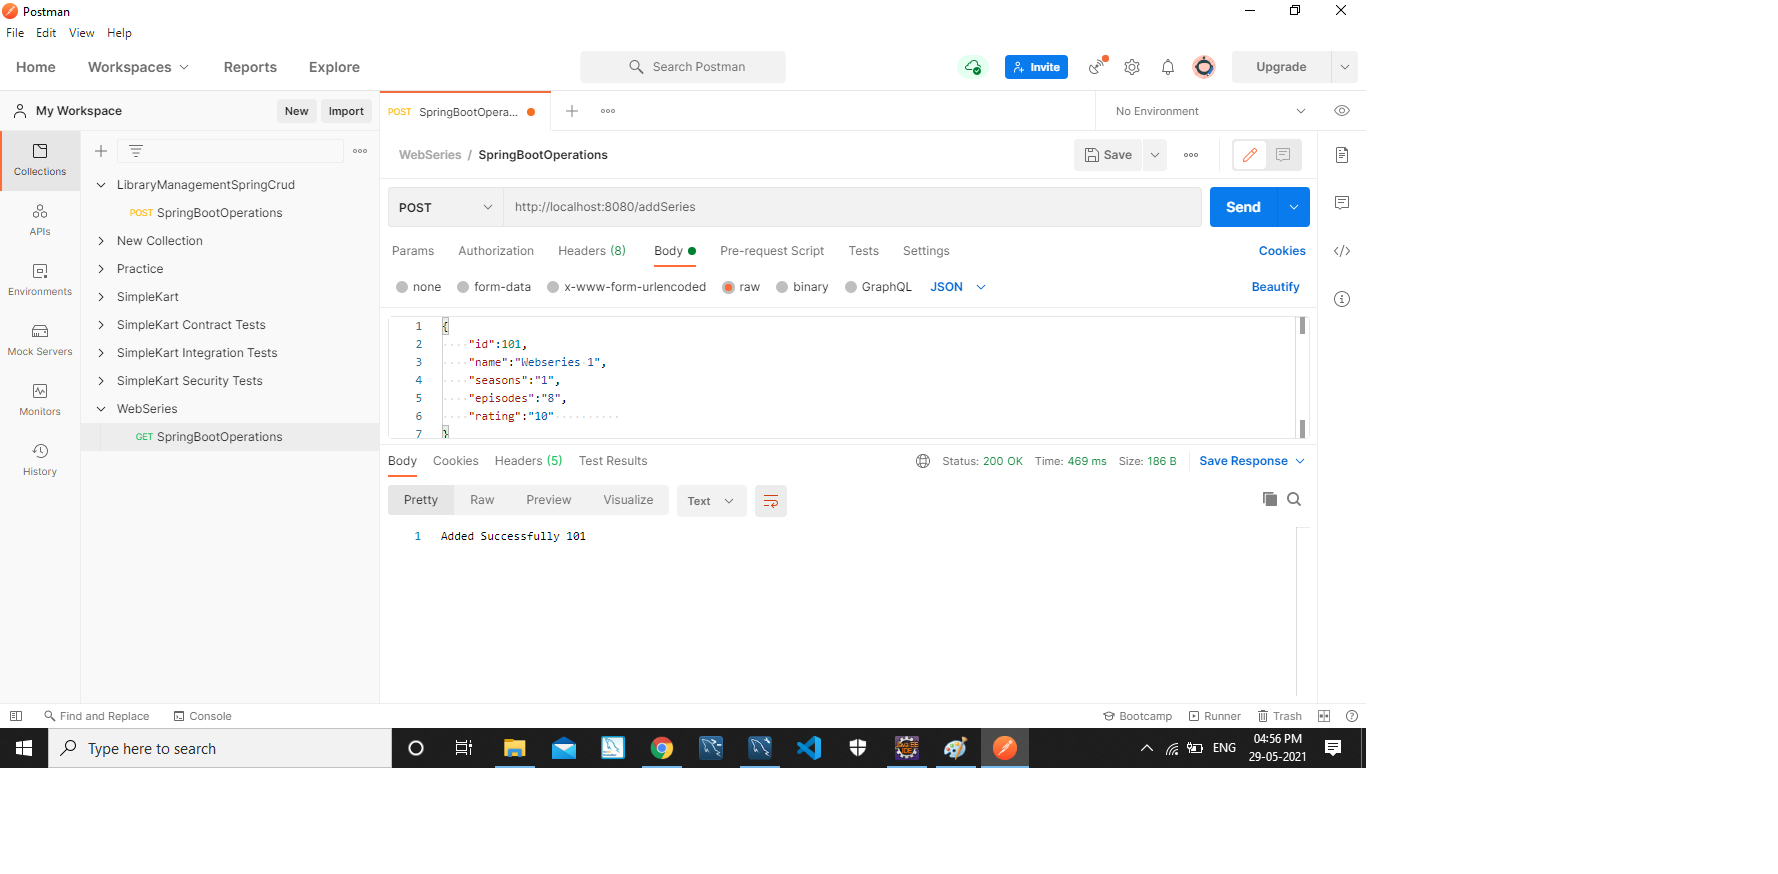 Postman
File Edit View Help
Home Workspaces Reports Explore Search Postman Invite Upgrade
My Workspace New Import POST SpringBootOpera... No Environment
Collections
APIs
Environments
Mock Servers
Monitors
History
LibraryManagementSpringCrud
POST SpringBootOperations
New Collection
Practice
SimpleKart
SimpleKart Contract Tests
SimpleKart Integration Tests
SimpleKart Security Tests
WebSeries
GET SpringBootOperations
WebSeries / SpringBootOperations Save
POST http://localhost:8080/addSeries Send
Params Authorization Headers (8) Body Pre-request Script Tests Settings Cookies
none form-data x-www-form-urlencoded raw binary GraphQL JSON Beautify
1 {
2 "id":101,
3 "name":"Webseries 1",
4 "seasons":"1",
5 "episodes":"8",
6 "rating":"10"
7 }
Body Cookies Headers (5) Test Results Status: 200 OK Time: 469 ms Size: 186 B Save Response
Pretty Raw Preview Visualize Text
1 Added Successfully 101
Find and Replace Console Bootcamp Runner Trash
Type here to search ENG 04:56 PM
29-05-2021